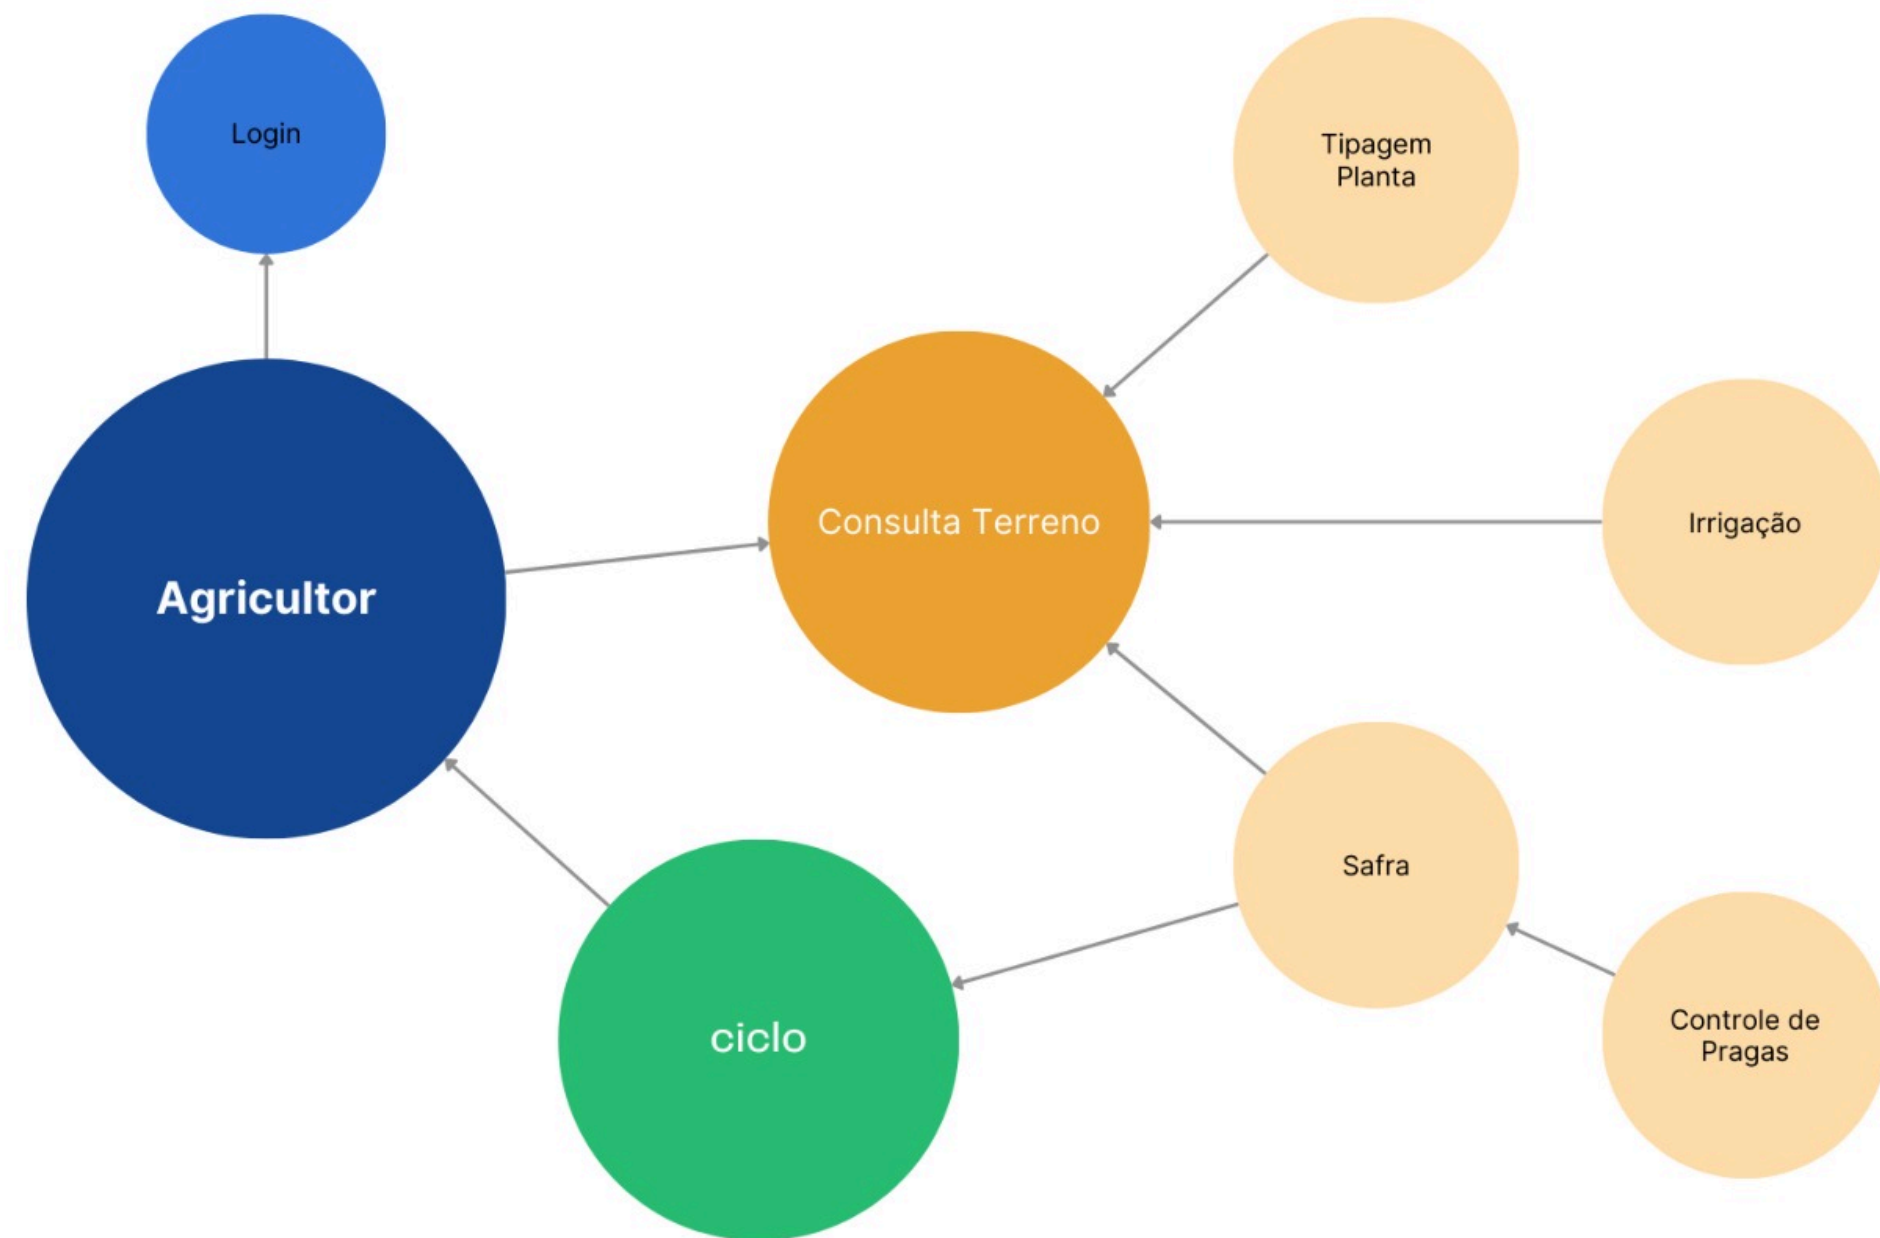 Login
Tipagem
Planta
Consulta Terreno
Irrigação
Agricultor
Safra
ciclo
Controle de
Pragas